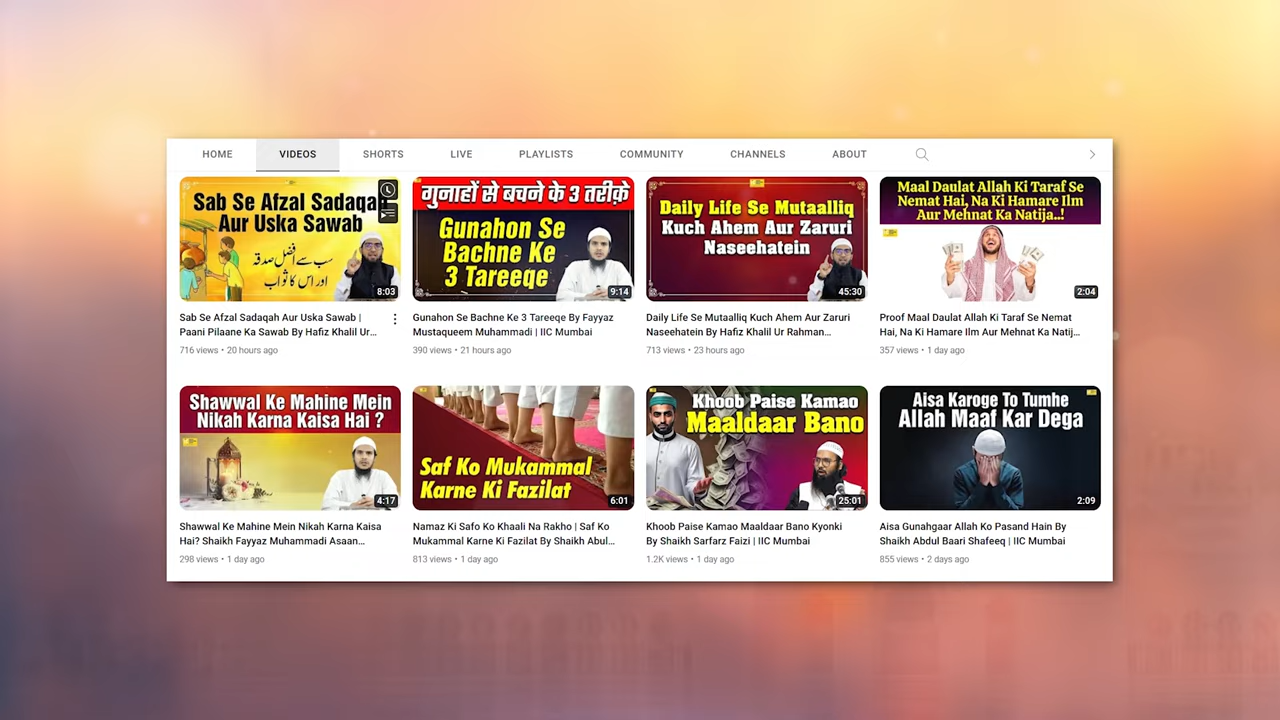 HOME VIDEOS SHORTS LIVE PLAYLISTS COMMUNITY CHANNELS ABOUT
Sab Se Afzal Sadaqah
Aur Uska Sawab
سب سے افضل صدقہ
اور اس کا ثواب
8:03
गुनाहों से बचने के 3 तरीक़े
Gunahon Se
Bachne Ke
3 Tareeqe
9:14
Daily Life Se Mutaalliq
Kuch Ahem Aur Zaruri
Naseehatein
45:30
Maal Daulat Allah Ki Taraf Se
Nemat Hai, Na Ki Hamare Ilm
Aur Mehnat Ka Natija..!
2:04
Sab Se Afzal Sadaqah Aur Uska Sawab |
Paani Pilaane Ka Sawab By Hafiz Khalil Ur...
716 views • 20 hours ago
Gunahon Se Bachne Ke 3 Tareeqe By Fayyaz
Mustaqueem Muhammadi | IIC Mumbai
390 views • 21 hours ago
Daily Life Se Mutaalliq Kuch Ahem Aur Zaruri
Naseehatein By Hafiz Khalil Ur Rahman...
713 views • 23 hours ago
Proof Maal Daulat Allah Ki Taraf Se Nemat
Hai, Na Ki Hamare Ilm Aur Mehnat Ka Natij...
357 views • 1 day ago
Shawwal Ke Mahine Mein
Nikah Karna Kaisa Hai ?
4:17
Saf Ko Mukammal
Karne Ki Fazilat
6:01
Khoob Paise Kamao
Maaldaar Bano
25:01
Aisa Karoge To Tumhe
Allah Maaf Kar Dega
2:09
Shawwal Ke Mahine Mein Nikah Karna Kaisa
Hai? Shaikh Fayyaz Muhammadi Asaan...
298 views • 1 day ago
Namaz Ki Safo Ko Khaali Na Rakho | Saf Ko
Mukammal Karne Ki Fazilat By Shaikh Abul...
813 views • 1 day ago
Khoob Paise Kamao Maaldaar Bano Kyonki
By Shaikh Sarfarz Faizi | IIC Mumbai
1.2K views • 1 day ago
Aisa Gunahgaar Allah Ko Pasand Hain By
Shaikh Abdul Baari Shafeeq | IIC Mumbai
855 views • 2 days ago